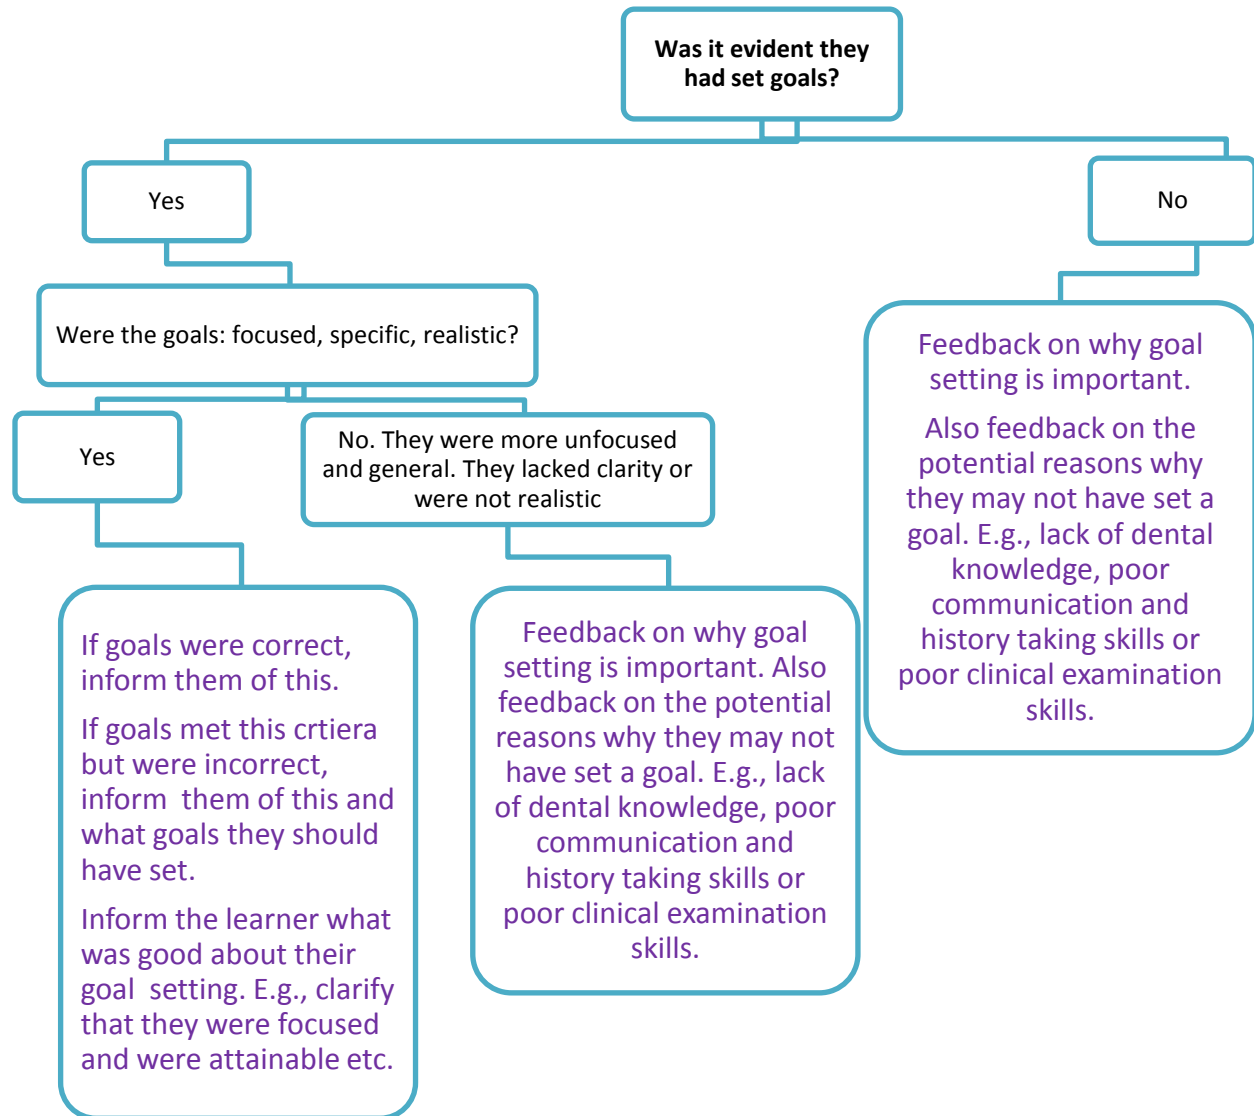 Was it evident they
had set goals?
Yes
No
Were the goals: focused, specific, realistic?
Yes
No. They were more unfocused
and general. They lacked clarity or
were not realistic
If goals were correct,
inform them of this.
If goals met this crtiera
but were incorrect,
inform  them of this and
what goals they should
have set.
Inform the learner what
was good about their
goal  setting. E.g., clarify
that they were focused
and were attainable etc.
Feedback on why goal
setting is important. Also
feedback on the potential
reasons why they may not
have set a goal. E.g., lack
of dental knowledge, poor
communication and
history taking skills or
poor clinical examination
skills.
Feedback on why goal
setting is important.
Also feedback on the
potential reasons why
they may not have set a
goal. E.g., lack of dental
knowledge, poor
communication and
history taking skills or
poor clinical examination
skills.